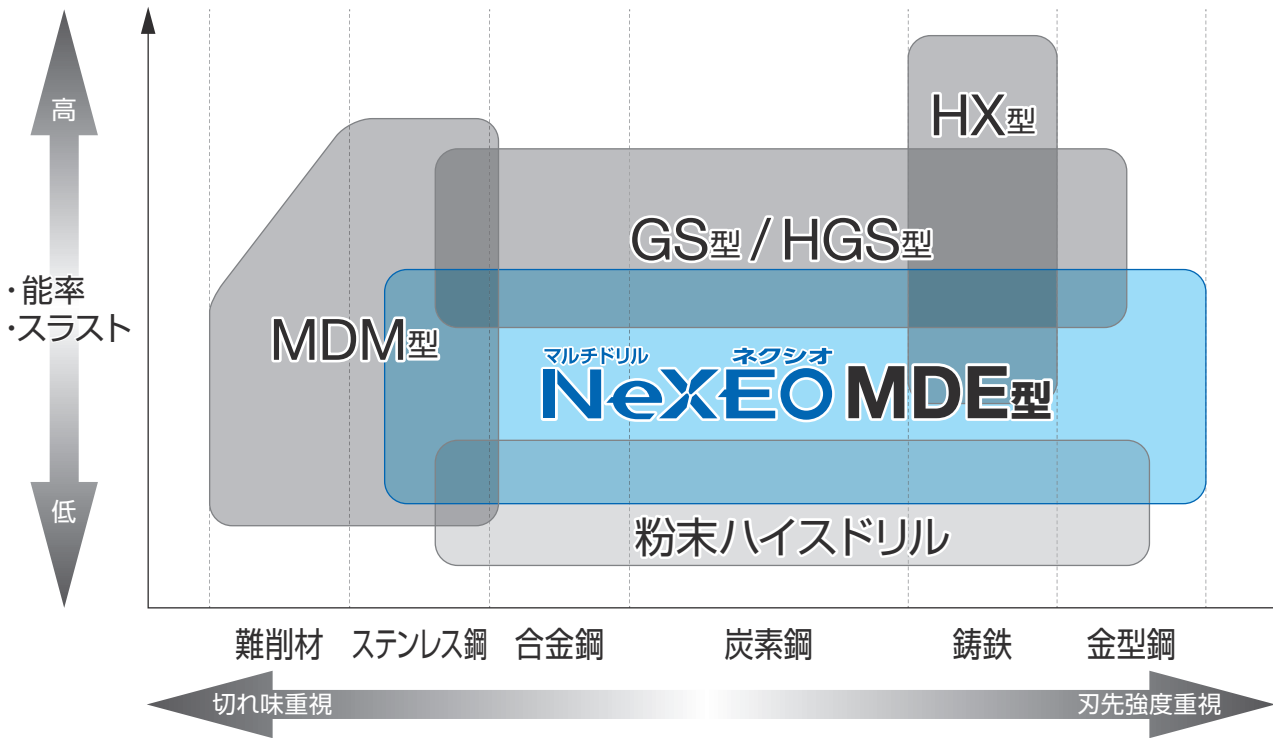 高
HX型
GS型 / HGS型
・能率
・スラスト
MDM型
マルチドリル ネクシオ
NeXEO MDE型
低
粉末ハイスドリル
難削材 ステンレス鋼 合金鋼 炭素鋼 鋳鉄 金型鋼
切れ味重視 刃先強度重視